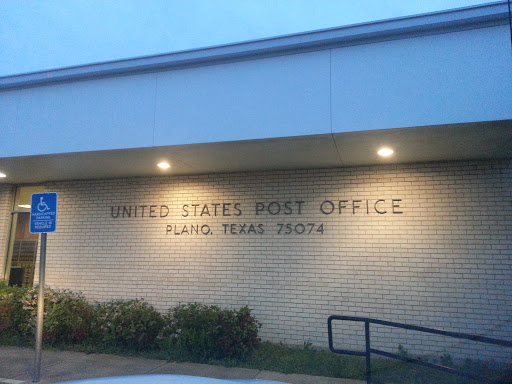 UNITED STATES POST OFFICE
PLANO, TEXAS 75074